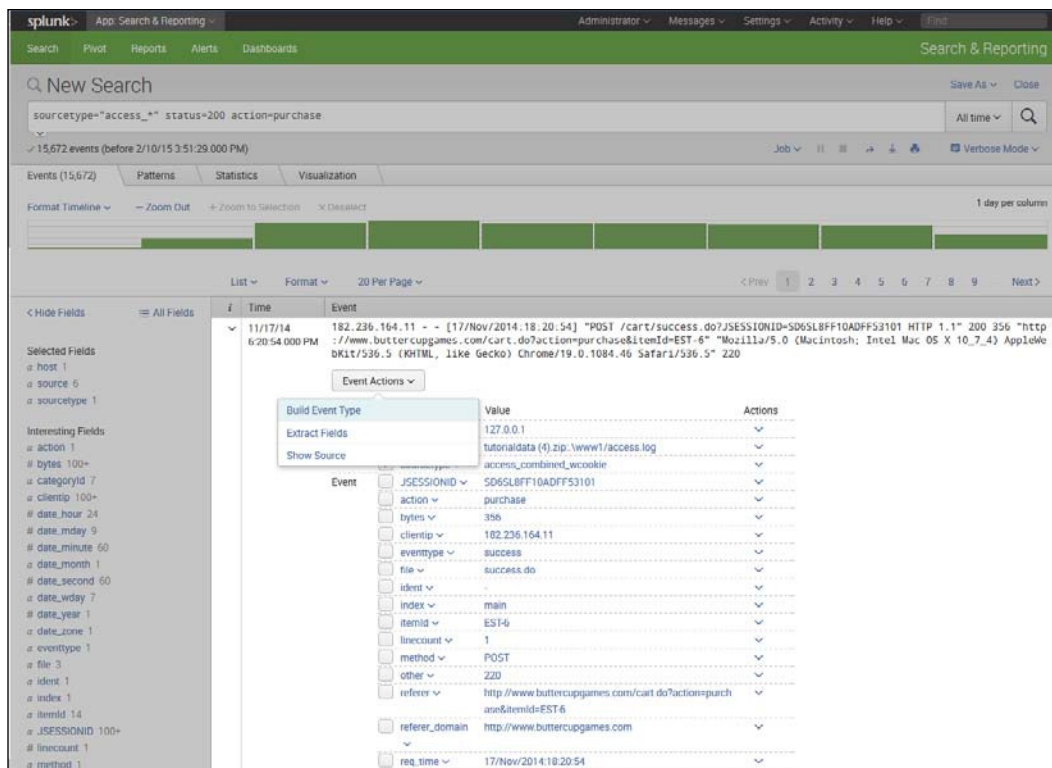 splunk> App: Search & Reporting Administrator Messages Settings Activity Help Find
Search Pivot Reports Alerts Dashboards Search & Reporting
New Search Save As Close
sourcetype="access_*" status=200 action=purchase All time
15,672 events (before 2/10/15 3:51:29.000 PM) Job Verbose Mode
Events (15,672) Patterns Statistics Visualization
Format Timeline — Zoom Out + Zoom to Selection × Deselect 1 day per column
List Format 20 Per Page < Prev 1 2 3 4 5 6 7 8 9 Next >
< Hide Fields All Fields
Selected Fields
a host 1
a source 6
a sourcetype 1
Interesting Fields
a action 1
# bytes 100+
a categoryId 7
a clientip 100+
# date_hour 24
# date_mday 9
# date_minute 60
a date_month 1
# date_second 60
a date_wday 7
# date_year 1
a date_zone 1
a eventtype 1
a file 3
a ident 1
a index 1
a itemId 14
a JSESSIONID 100+
# linecount 1
a method 1
i Time Event
11/17/14
6:20:54.000 PM
182.236.164.11 - - [17/Nov/2014:18:20:54] "POST /cart/success.do?JSESSIONID=SD6SL8FF10ADFF53101 HTTP 1.1" 200 356 "http
://www.buttercupgames.com/cart.do?action=purchase&itemId=EST-6" "Mozilla/5.0 (Macintosh; Intel Mac OS X 10_7_4) AppleWe
bKit/536.5 (KHTML, like Gecko) Chrome/19.0.1084.46 Safari/536.5" 220
Event Actions
Build Event Type
Extract Fields
Show Source
Value Actions
127.0.0.1
tutorialdata (4).zip:.\www1/access.log
access_combined_wcookie
Event JSESSIONID SD6SL8FF10ADFF53101
action purchase
bytes 356
clientip 182.236.164.11
eventtype success
file success.do
ident -
index main
itemId EST-6
linecount 1
method POST
other 220
referer http://www.buttercupgames.com/cart.do?action=purch
ase&itemId=EST-6
referer_domain http://www.buttercupgames.com
req_time 17/Nov/2014:18:20:54